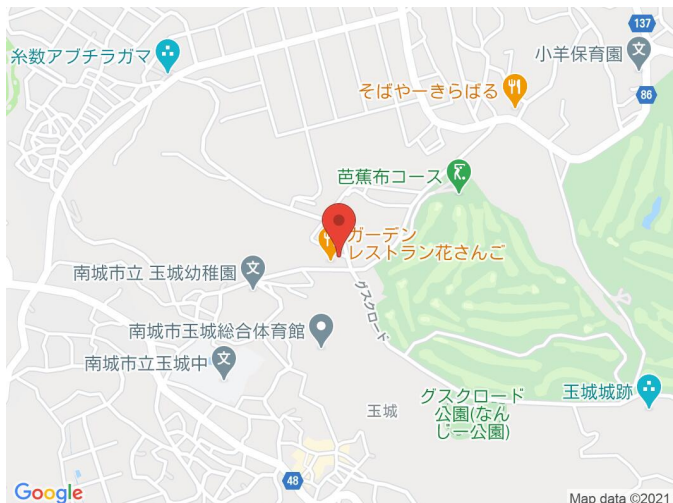 137
糸数アブチラガマ
小羊保育園
文
そばやーきらばる
86
芭蕉布コース
ガーデン
レストラン花さんご
南城市立 玉城幼稚園
文
グスクロード
南城市玉城総合体育館
南城市立玉城中
文
玉城
グスクロード
公園(なん
じー公園)
玉城城跡
48
Google
Map data ©2021